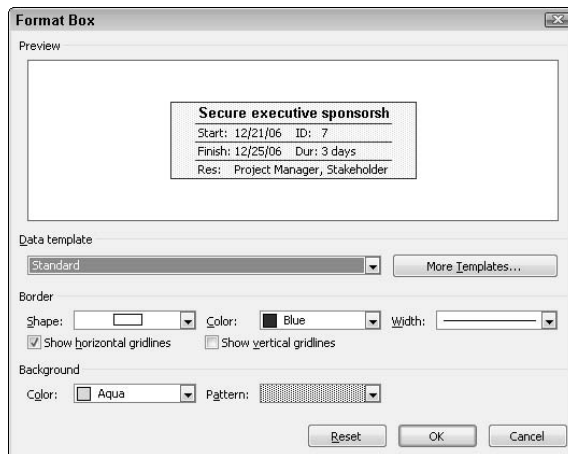 Format Box
Preview
Secure executive sponsorsh
Start: 12/21/06 ID: 7
Finish: 12/25/06 Dur: 3 days
Res: Project Manager, Stakeholder
Data template
Standard More Templates...
Border
Shape: Color: Blue Width:
Show horizontal gridlines Show vertical gridlines
Background
Color: Aqua Pattern:
Reset OK Cancel